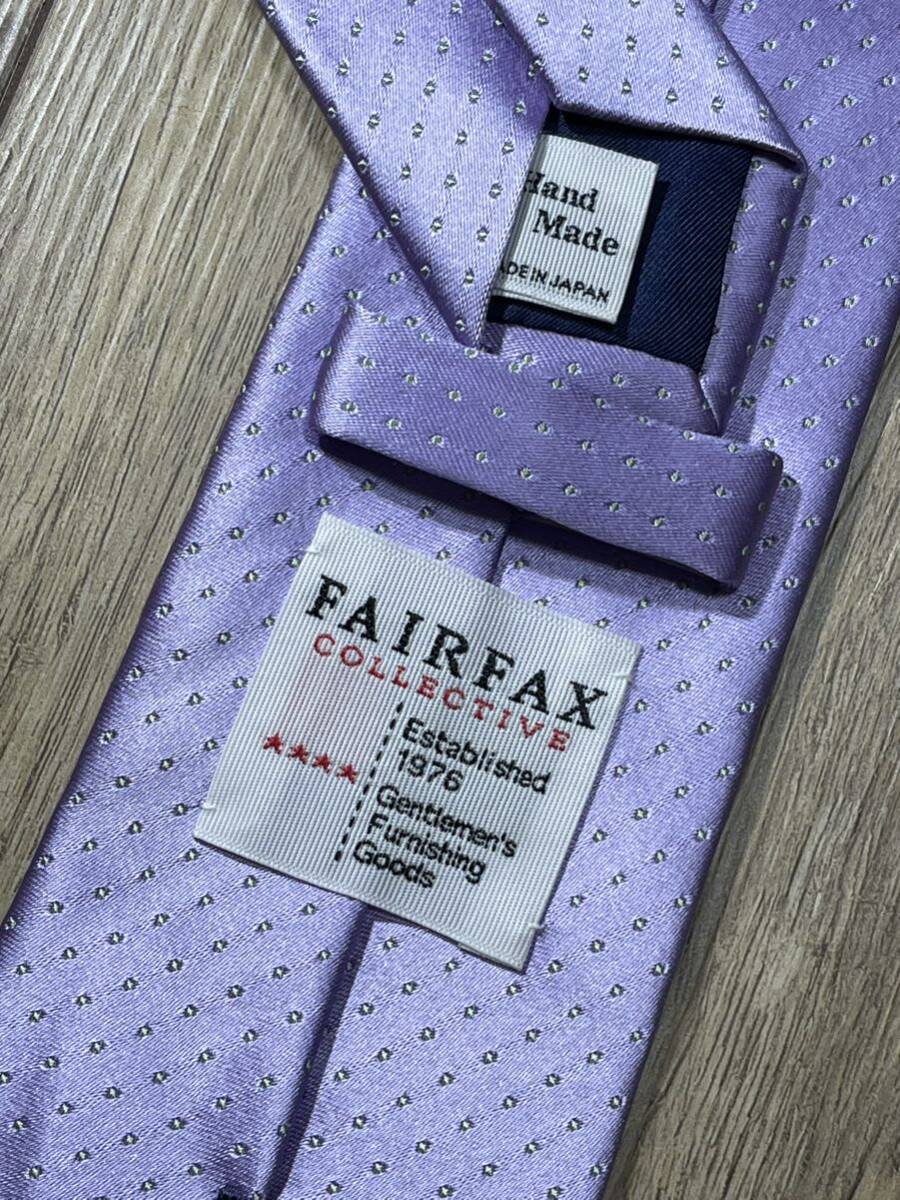 Hand
Made
MADE IN JAPAN
FAIRFAX
COLLECTIVE
Established
1976
Gentlemen's
Furnishing
Goods